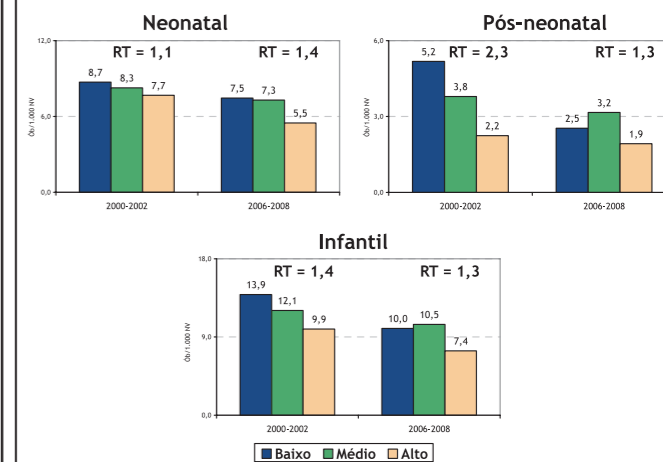 Neonatal
12,0
RT = 1,1
RT = 1,4
8,7
8,3
7,7
7,5
7,3
5,5
Ób/1.000 NV
6,0
0,0
2000-2002
2006-2008
Pós-neonatal
6,0
RT = 2,3
RT = 1,3
5,2
3,8
2,2
2,5
3,2
1,9
Ób/1.000 NV
3,0
0,0
2000-2002
2006-2008
Infantil
18,0
RT = 1,4
RT = 1,3
13,9
12,1
9,9
10,0
10,5
7,4
Ób/1.000 NV
9,0
0,0
2000-2002
2006-2008
Baixo Médio Alto